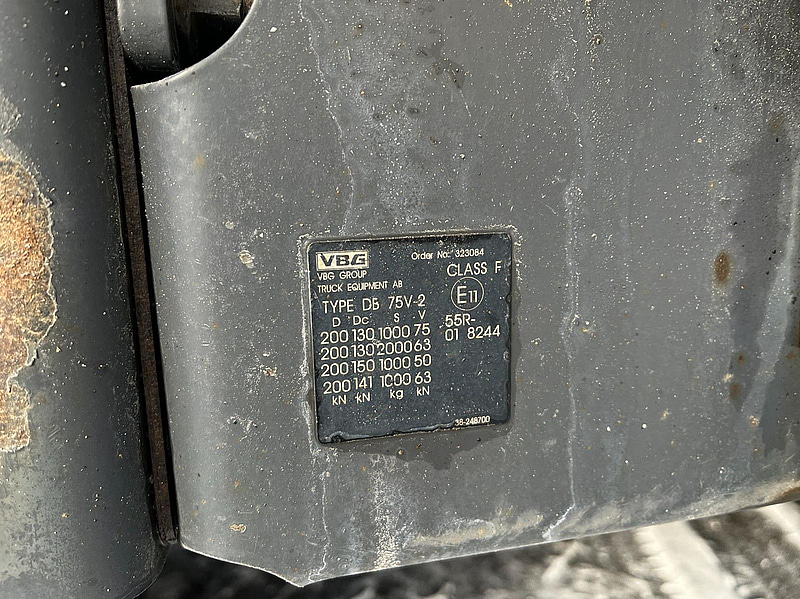 VBG Order No.: 323084
VBG GROUP CLASS F
TRUCK EQUIPMENT AB E11
TYPE DB 75V-2
D Dc S V 55R-
200 130 1000 75 01 8244
200 130 2000 63
200 150 1000 50
200 141 1000 63
kN kN kg kN
38-248700